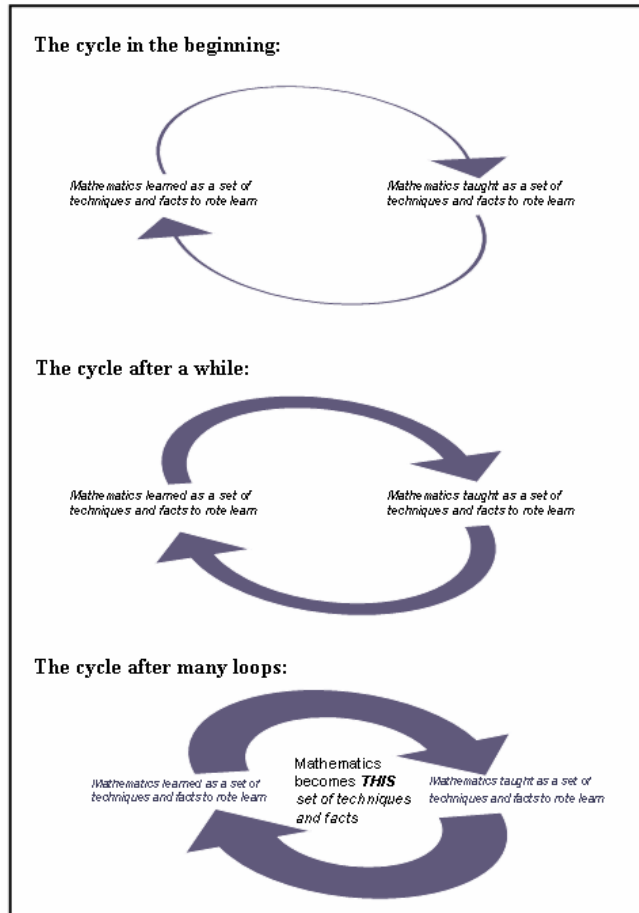 The cycle in the beginning:
Mathematics learned as a set of
techniques and facts to rote learn
Mathematics taught as a set of
techniques and facts to rote learn
The cycle after a while:
Mathematics learned as a set of
techniques and facts to rote learn
Mathematics taught as a set of
techniques and facts to rote learn
The cycle after many loops:
Mathematics learned as a set of
techniques and facts to rote learn
Mathematics
becomes THIS
set of techniques
and facts
Mathematics taught as a set of
techniques and facts to rote learn